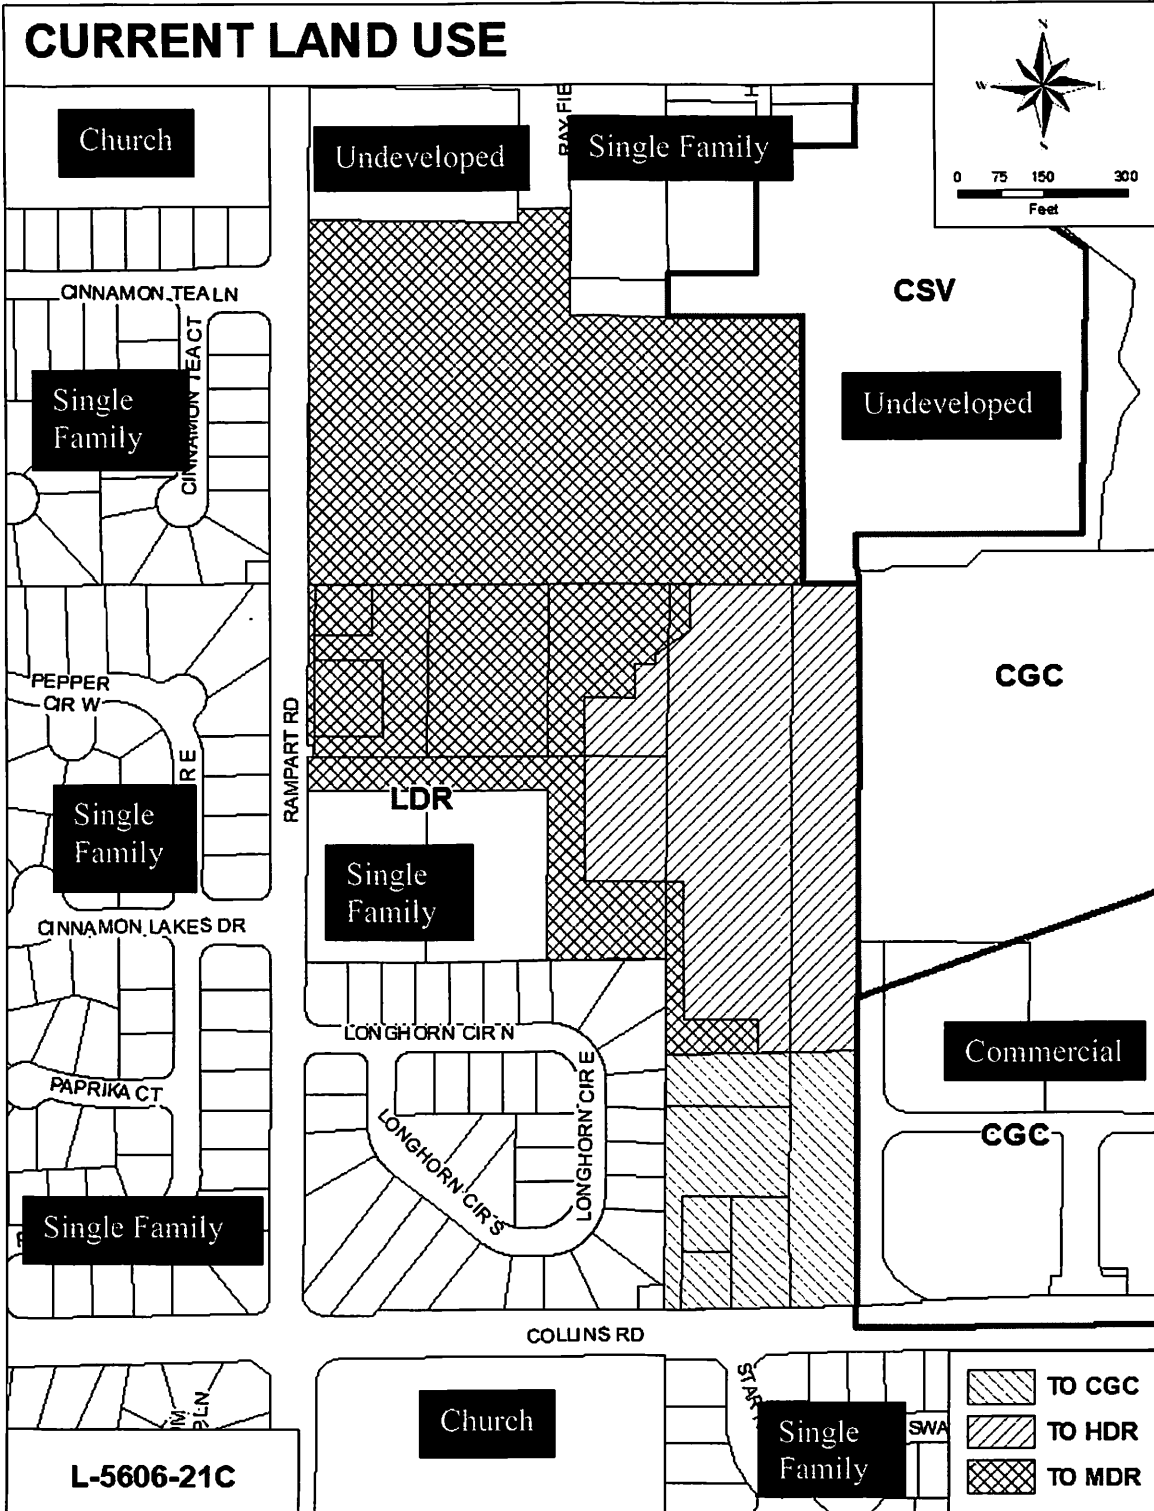 CURRENT LAND USE
N
W
0 75 150 300
Feet
Church
Undeveloped
Single Family
CINNAMON TEA LN
CSV
CINNAMON TEA CT
Single
Family
Undeveloped
PEPPER
CIR W
R E
RAMPART RD
CGC
LDR
Single
Family
Single
Family
CINNAMON LAKES DR
LONGHORN CIR N
Commercial
PAPRIKA CT
LONGHORN CIR E
LONGHORN CIR S
CGC
Single Family
COLLINS RD
Church
Single
Family
SWA
TO CGC
TO HDR
TO MDR
L-5606-21C